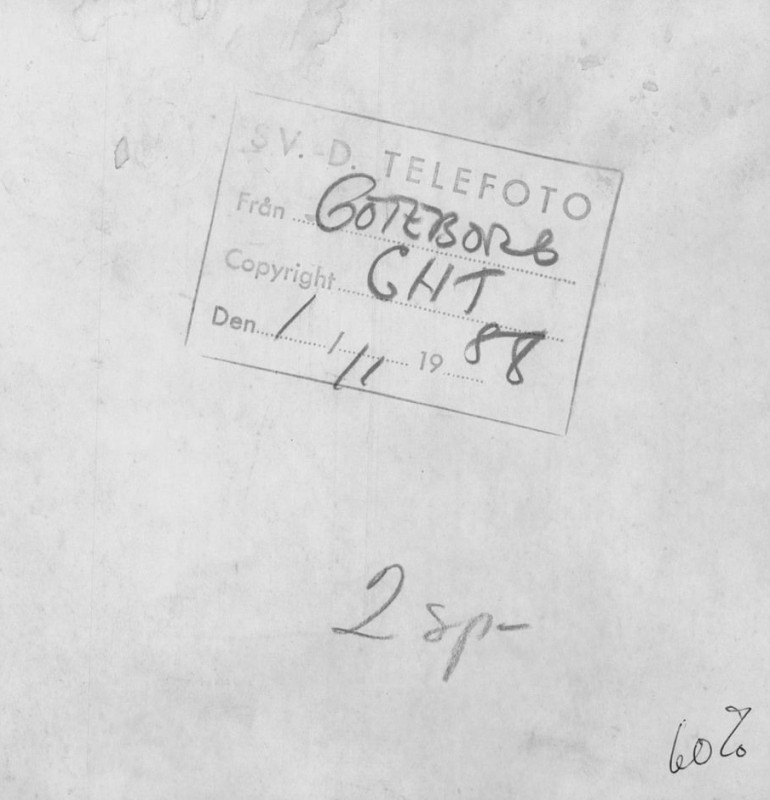 SV.-D. TELEFOTO
Från GÖTEBORG
Copyright GHT
Den 1/11 1988
2 sp-
60%